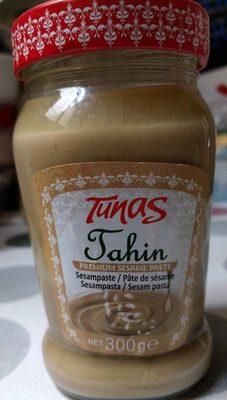 Tunas
Tahin
PREMIUM SESAME PASTE
Sesampaste / Pâte de sésame
Sesampasta / Sesam pasta
NET 300g e